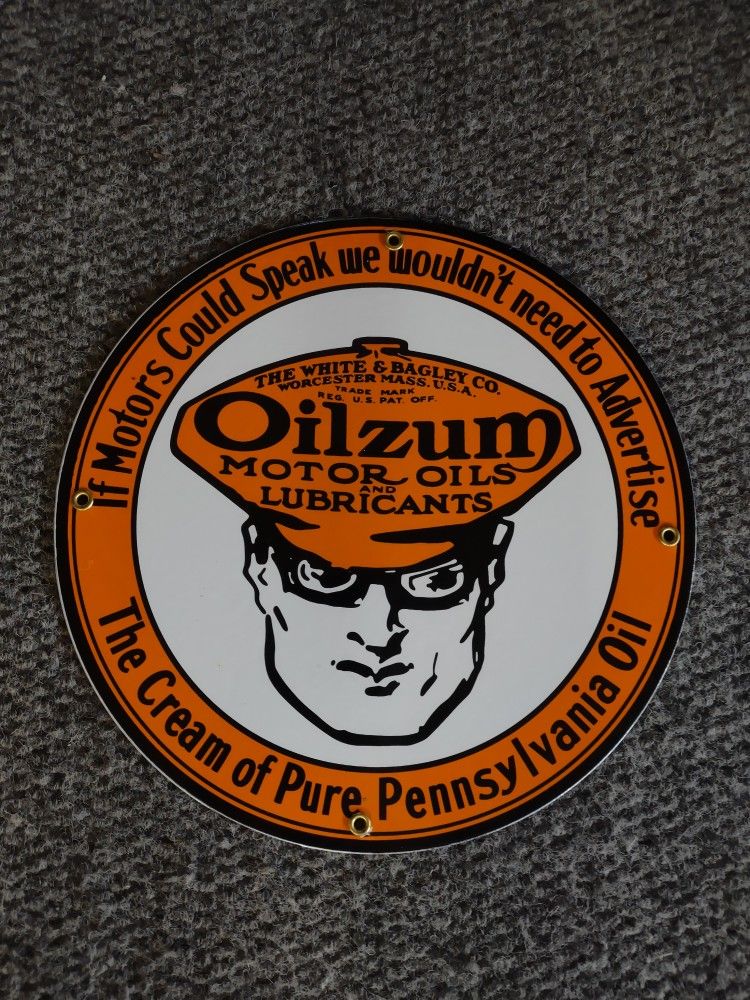 If Motors Could Speak we wouldn't need to Advertise
THE WHITE & BAGLEY CO.
WORCESTER MASS. U.S.A.
TRADE MARK
REG. U.S. PAT. OFF.
Oilzum
MOTOR OILS
AND
LUBRICANTS
The Cream of Pure Pennsylvania Oil